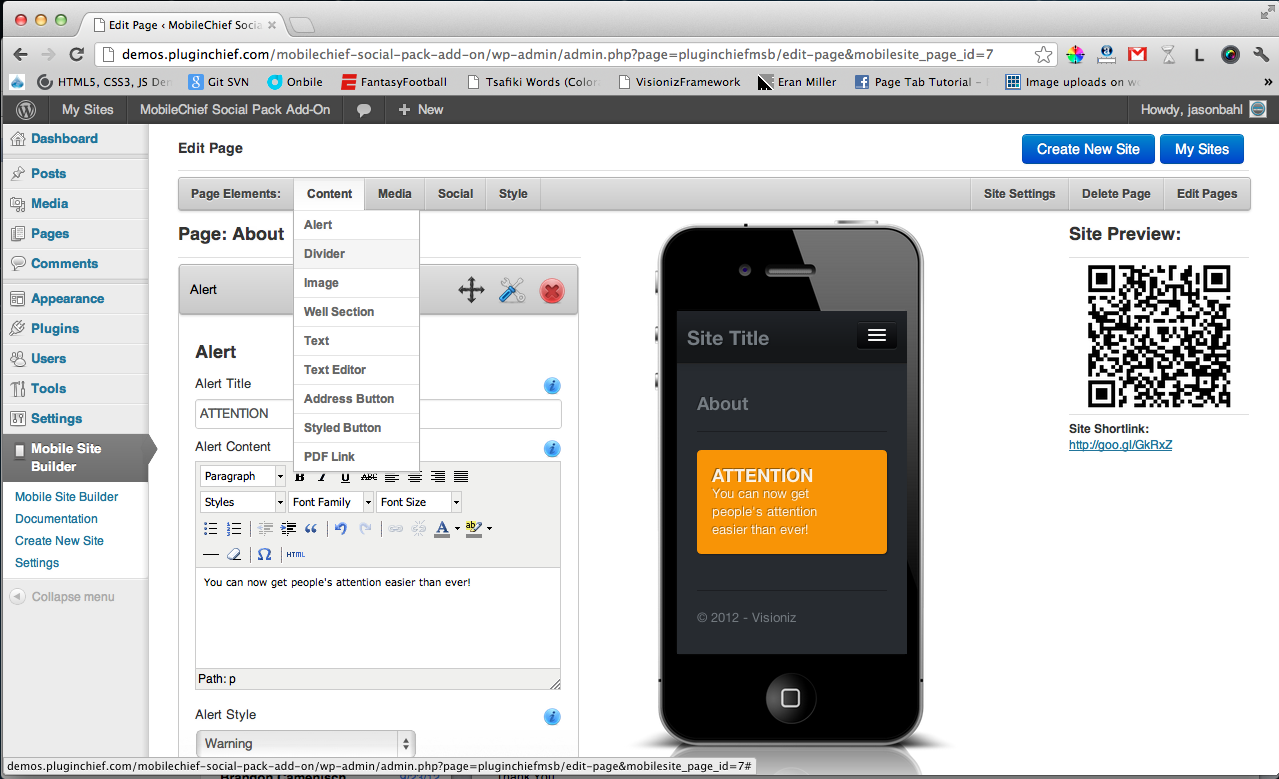 Edit Page ‹ MobileChief Socia
demos.pluginchief.com/mobilechief-social-pack-add-on/wp-admin/admin.php?page=pluginchiefmsb/edit-page&mobilesite_page_id=7
HTML5, CSS3, JS Den
Git SVN
Onbile
FantasyFootball
Tsafiki Words (Color
VisionizFramework
Eran Miller
Page Tab Tutorial –
Image uploads on w
»
My Sites
MobileChief Social Pack Add-On
+ New
Howdy, jasonbahl
Dashboard
Posts
Media
Pages
Comments
Appearance
Plugins
Users
Tools
Settings
Mobile Site
Builder
Mobile Site Builder
Documentation
Create New Site
Settings
Collapse menu
Edit Page
Create New Site
My Sites
Page Elements:
Content
Media
Social
Style
Site Settings
Delete Page
Edit Pages
Alert
Divider
Image
Well Section
Text
Text Editor
Address Button
Styled Button
PDF Link
Page: About
Alert
Alert
Alert Title
ATTENTION
Alert Content
Paragraph
B I U ABC
Styles
Font Family
Font Size
HTML
You can now get people's attention easier than ever!
Path: p
Alert Style
Warning
Site Title
About
ATTENTION
You can now get
people's attention
easier than ever!
© 2012 - Visioniz
Site Preview:
Site Shortlink:
http://goo.gl/GkRxZ
demos.pluginchief.com/mobilechief-social-pack-add-on/wp-admin/admin.php?page=pluginchiefmsb/edit-page&mobilesite_page_id=7#